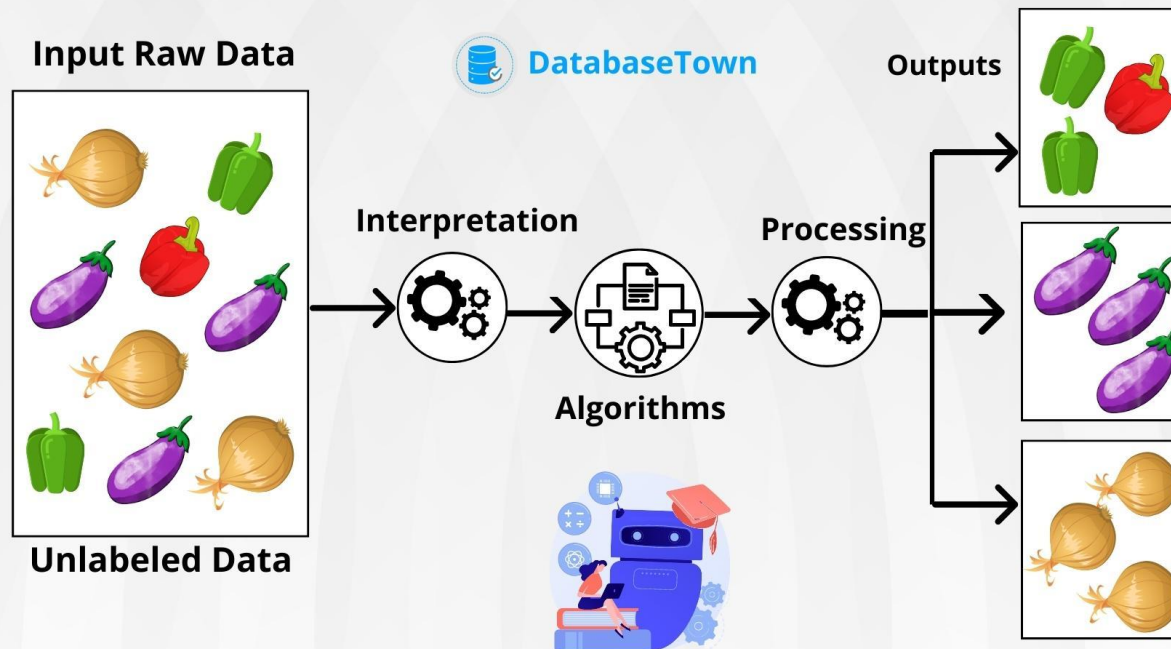 Input Raw Data
DatabaseTown
Outputs
Interpretation
Processing
Algorithms
Unlabeled Data